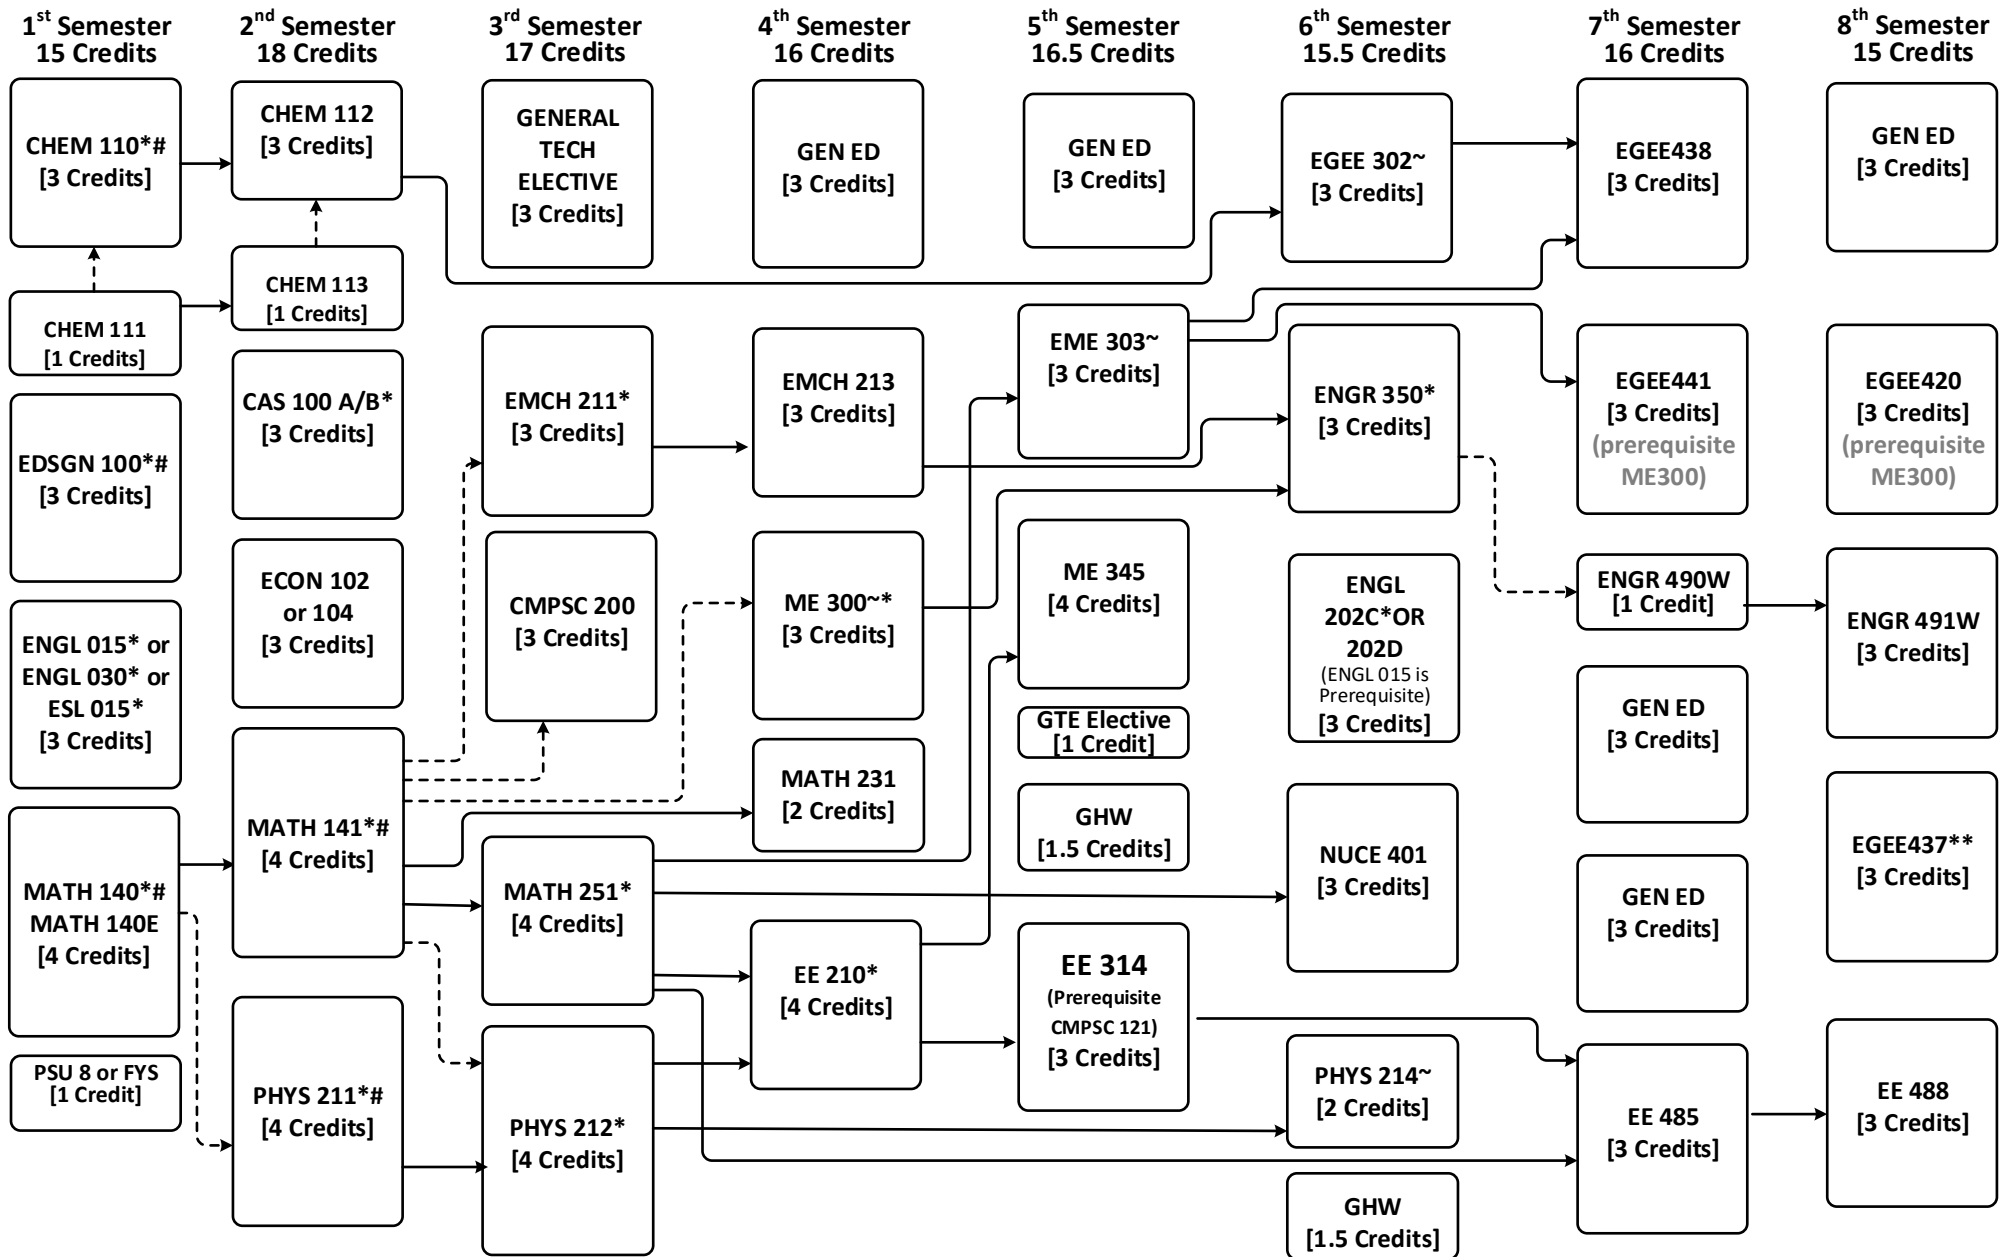 1st Semester
15 Credits
CHEM 110*#
[3 Credits]
CHEM 111
[1 Credits]
EDSGN 100*#
[3 Credits]
ENGL 015* or
ENGL 030* or
ESL 015*
[3 Credits]
MATH 140*#
MATH 140E
[4 Credits]
PSU 8 or FYS
[1 Credit]
2nd Semester
18 Credits
CHEM 112
[3 Credits]
CHEM 113
[1 Credits]
CAS 100 A/B*
[3 Credits]
ECON 102
or 104
[3 Credits]
MATH 141*#
[4 Credits]
PHYS 211*#
[4 Credits]
3rd Semester
17 Credits
GENERAL
TECH
ELECTIVE
[3 Credits]
EMCH 211*
[3 Credits]
CMPSC 200
[3 Credits]
MATH 251*
[4 Credits]
PHYS 212*
[4 Credits]
4th Semester
16 Credits
GEN ED
[3 Credits]
EMCH 213
[3 Credits]
ME 300~*
[3 Credits]
MATH 231
[2 Credits]
EE 210*
[4 Credits]
5th Semester
16.5 Credits
GEN ED
[3 Credits]
EME 303~
[3 Credits]
ME 345
[4 Credits]
GTE Elective
[1 Credit]
GHW
[1.5 Credits]
EE 314
(Prerequisite
CMPSC 121)
[3 Credits]
6th Semester
15.5 Credits
EGEE 302~
[3 Credits]
ENGR 350*
[3 Credits]
ENGL
202C*OR
202D
(ENGL 015 is
Prerequisite)
[3 Credits]
NUCE 401
[3 Credits]
PHYS 214~
[2 Credits]
GHW
[1.5 Credits]
7th Semester
16 Credits
EGEE438
[3 Credits]
EGEE441
[3 Credits]
(prerequisite
ME300)
ENGR 490W
[1 Credit]
GEN ED
[3 Credits]
GEN ED
[3 Credits]
EE 485
[3 Credits]
8th Semester
15 Credits
GEN ED
[3 Credits]
EGEE420
[3 Credits]
(prerequisite
ME300)
ENGR 491W
[3 Credits]
EGEE437**
[3 Credits]
EE 488
[3 Credits]